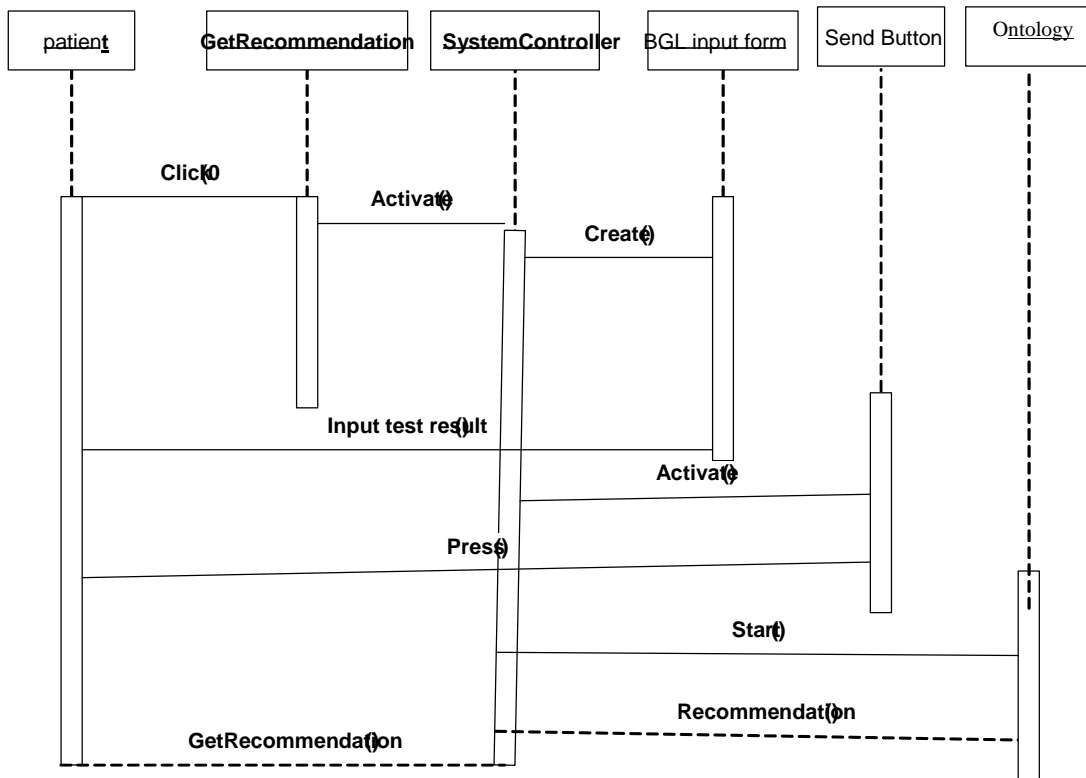 patient
GetRecommendation
SystemController
BGL input form
Send Button
Ontology
Click()
Activate()
Create()
Input test result()
Activate()
Press()
Start()
Recommendation()
GetRecommendation()